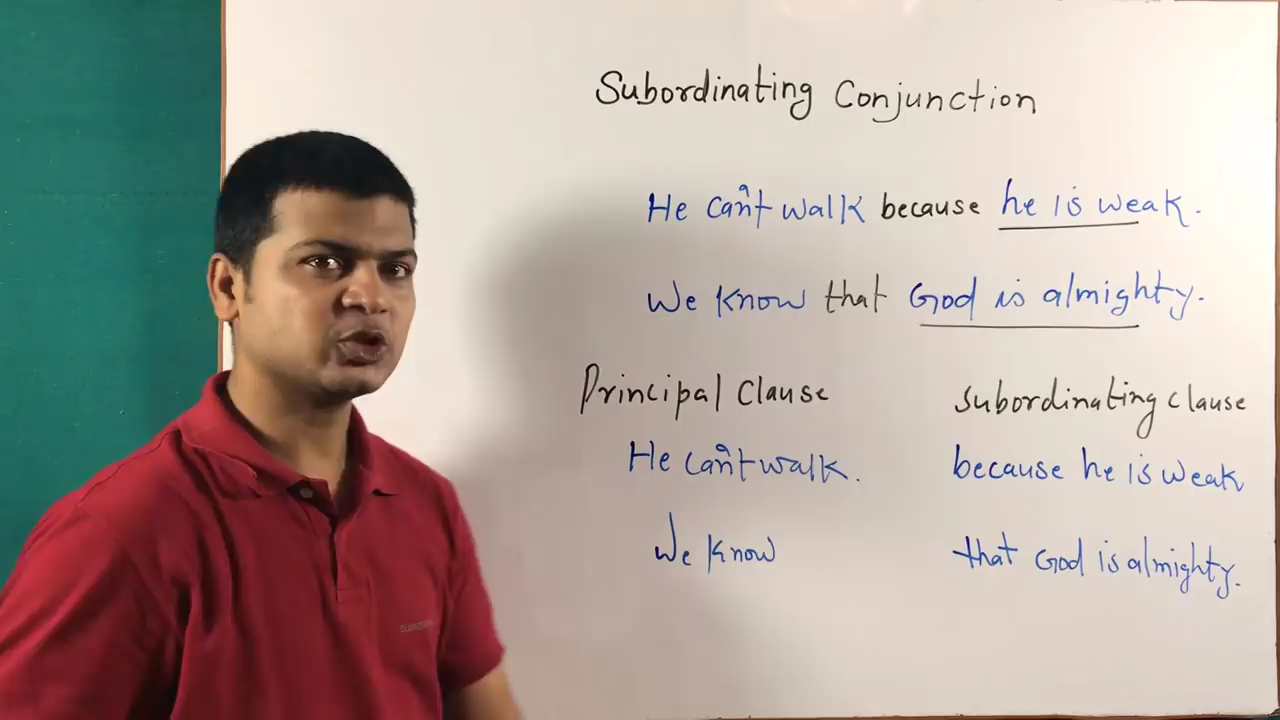 Subordinating Conjunction
He can't walk because he is weak.
We know that God is almighty.
Principal Clause
subordinating clause
He can't walk.
because he is weak
We know
that God is almighty.